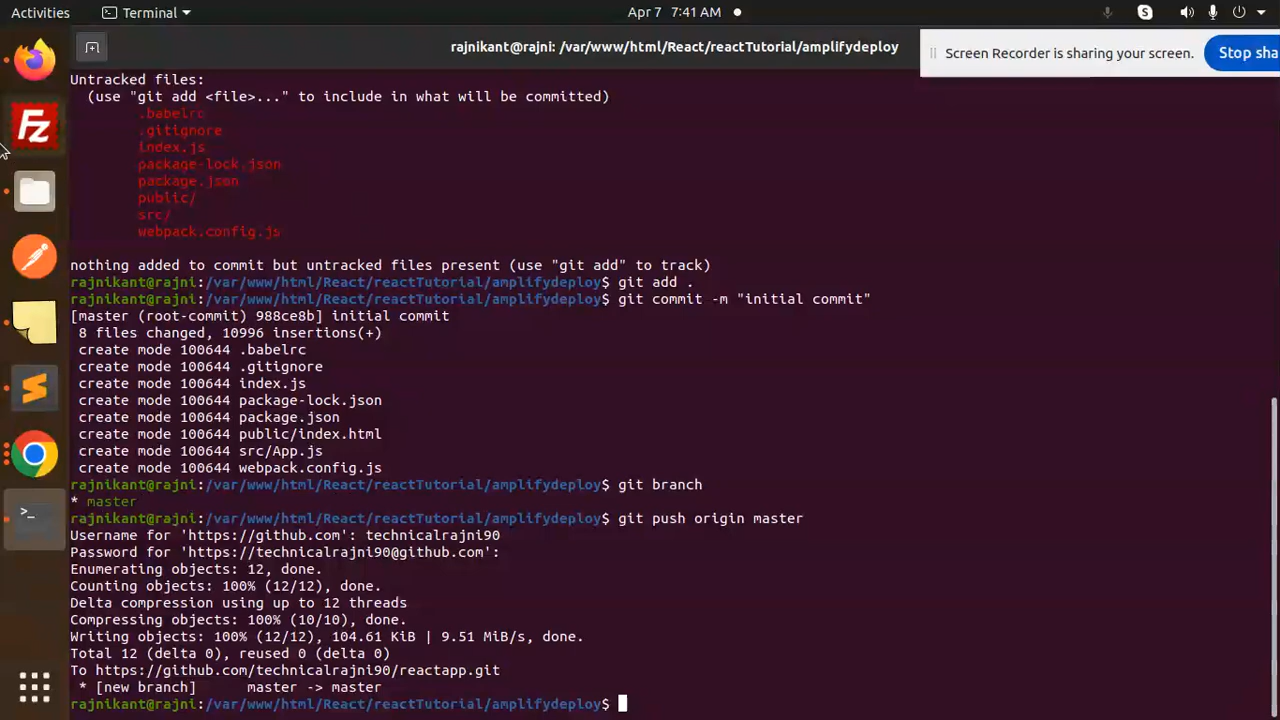 Activities
Terminal
Apr 7 7:41 AM
rajnikant@rajni: /var/www/html/React/reactTutorial/amplifydeploy
Screen Recorder is sharing your screen.
Stop sha
Untracked files:
(use "git add <file>..." to include in what will be committed)
.babelrc
.gitignore
index.js
package-lock.json
package.json
public/
src/
webpack.config.js
nothing added to commit but untracked files present (use "git add" to track)
rajnikant@rajni:/var/www/html/React/reactTutorial/amplifydeploy$ git add .
rajnikant@rajni:/var/www/html/React/reactTutorial/amplifydeploy$ git commit -m "initial commit"
[master (root-commit) 988ce8b] initial commit
8 files changed, 10996 insertions(+)
create mode 100644 .babelrc
create mode 100644 .gitignore
create mode 100644 index.js
create mode 100644 package-lock.json
create mode 100644 package.json
create mode 100644 public/index.html
create mode 100644 src/App.js
create mode 100644 webpack.config.js
rajnikant@rajni:/var/www/html/React/reactTutorial/amplifydeploy$ git branch
* master
rajnikant@rajni:/var/www/html/React/reactTutorial/amplifydeploy$ git push origin master
Username for 'https://github.com': technicalrajni90
Password for 'https://technicalrajni90@github.com':
Enumerating objects: 12, done.
Counting objects: 100% (12/12), done.
Delta compression using up to 12 threads
Compressing objects: 100% (10/10), done.
Writing objects: 100% (12/12), 104.61 KiB | 9.51 MiB/s, done.
Total 12 (delta 0), reused 0 (delta 0)
To https://github.com/technicalrajni90/reactapp.git
* [new branch] master -> master
rajnikant@rajni:/var/www/html/React/reactTutorial/amplifydeploy$